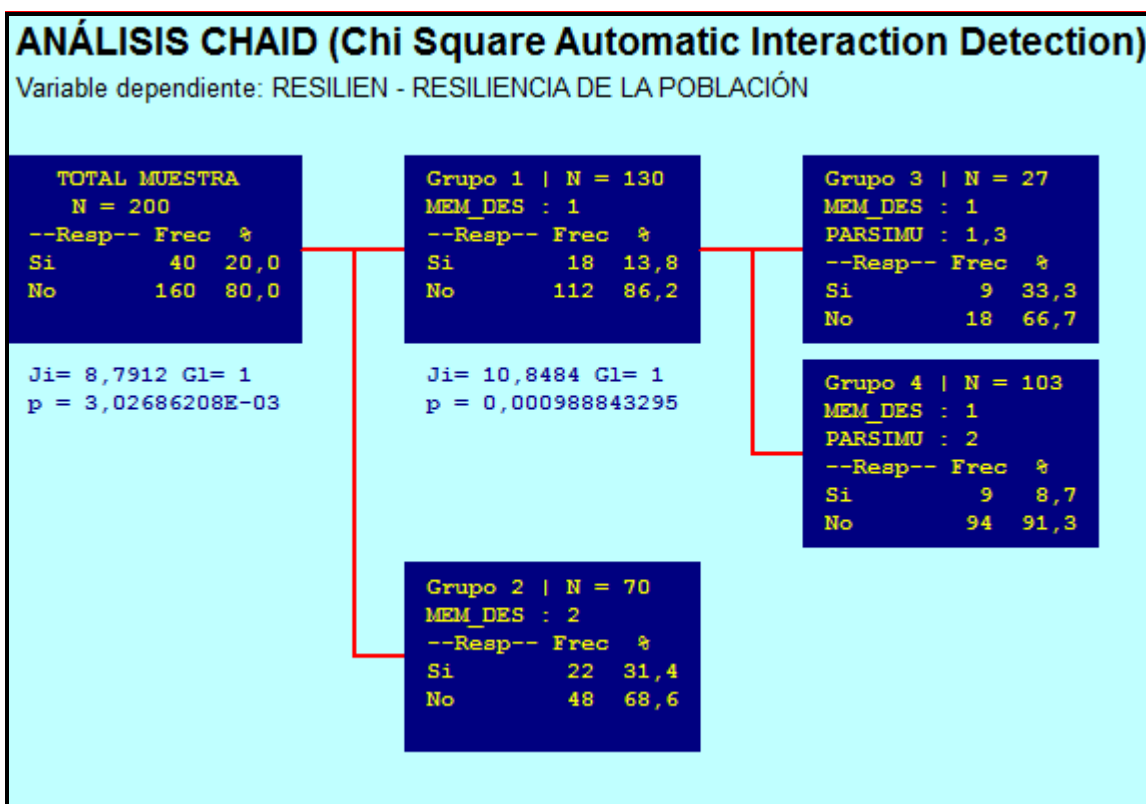 ANÁLISIS CHAID (Chi Square Automatic Interaction Detection)
Variable dependiente: RESILIEN - RESILIENCIA DE LA POBLACIÓN
TOTAL MUESTRA
N = 200
--Resp-- Frec %
Si 40 20,0
No 160 80,0
Ji= 8,7912 Gl= 1
p = 3,02686208E-03
Grupo 1 | N = 130
MEM_DES : 1
--Resp-- Frec %
Si 18 13,8
No 112 86,2
Ji= 10,8484 Gl= 1
p = 0,000988843295
Grupo 2 | N = 70
MEM_DES : 2
--Resp-- Frec %
Si 22 31,4
No 48 68,6
Grupo 3 | N = 27
MEM_DES : 1
PARSIMU : 1,3
--Resp-- Frec %
Si 9 33,3
No 18 66,7
Grupo 4 | N = 103
MEM_DES : 1
PARSIMU : 2
--Resp-- Frec %
Si 9 8,7
No 94 91,3